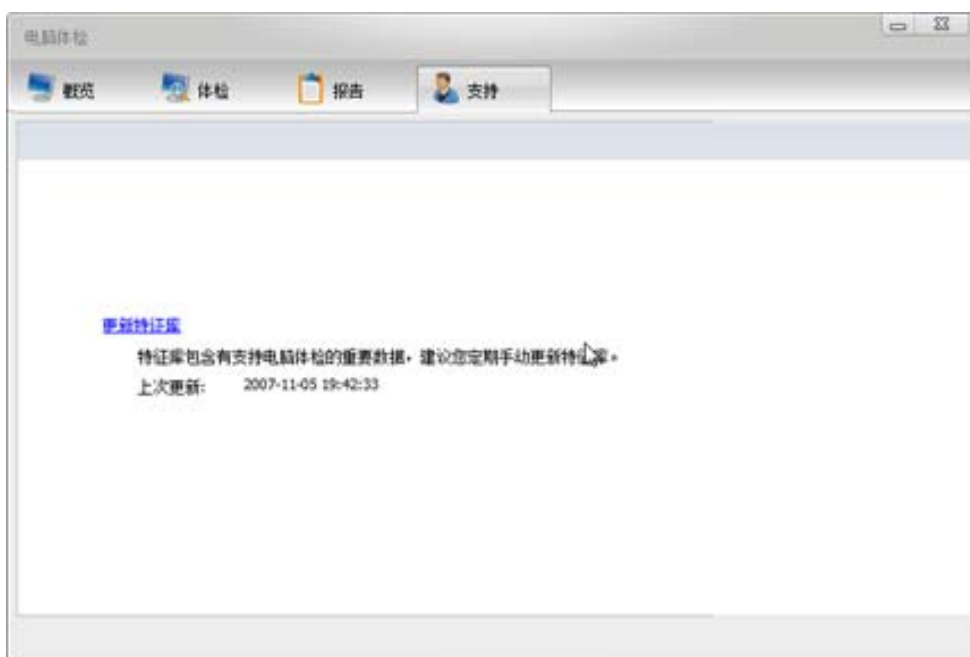 电脑体检
概览
体检
报告
支持
更新特征库
特征库包含有支持电脑体检的重要数据，建议您定期手动更新特征库。
上次更新: 2007-11-05 19:42:33